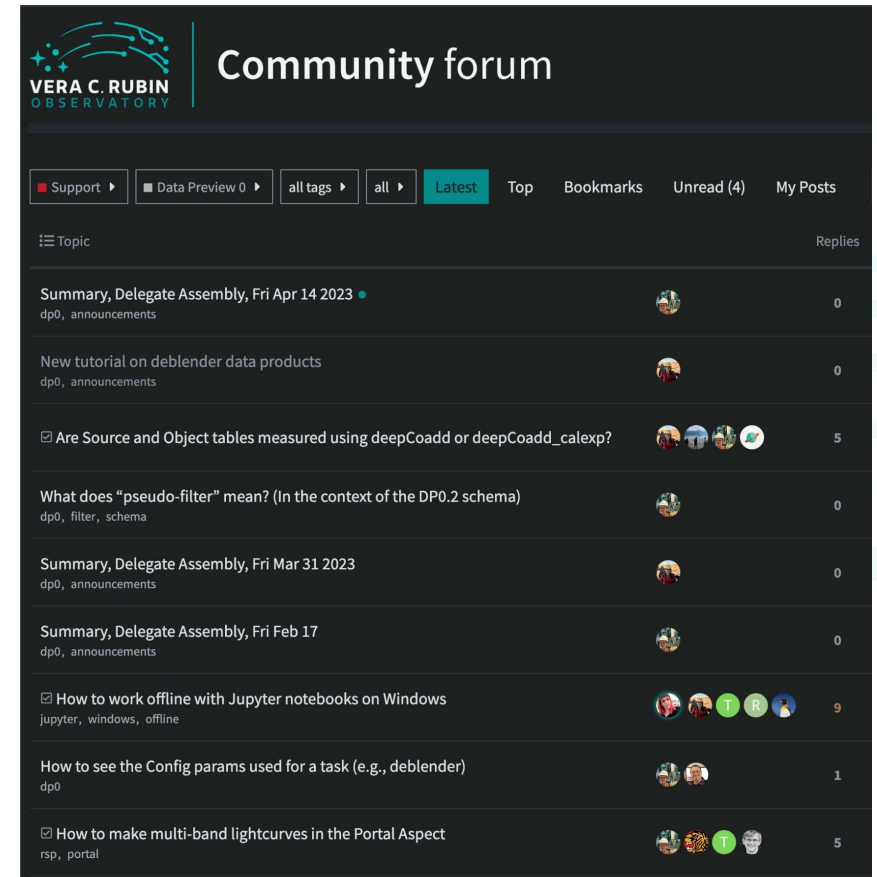 VERA C. RUBIN
OBSERVATORY
Community forum
Support
Data Preview 0
all tags
all
Latest
Top
Bookmarks
Unread (4)
My Posts
Topic
Replies
Summary, Delegate Assembly, Fri Apr 14 2023
0
dp0, announcements
New tutorial on deblender data products
0
dp0, announcements
Are Source and Object tables measured using deepCoadd or deepCoadd_calexp?
5
What does “pseudo-filter” mean? (In the context of the DP0.2 schema)
0
dp0, filter, schema
Summary, Delegate Assembly, Fri Mar 31 2023
0
dp0, announcements
Summary, Delegate Assembly, Fri Feb 17
0
dp0, announcements
How to work offline with Jupyter notebooks on Windows
T
R
9
jupyter, windows, offline
How to see the Config params used for a task (e.g., deblender)
1
dp0
How to make multi-band lightcurves in the Portal Aspect
T
5
rsp, portal